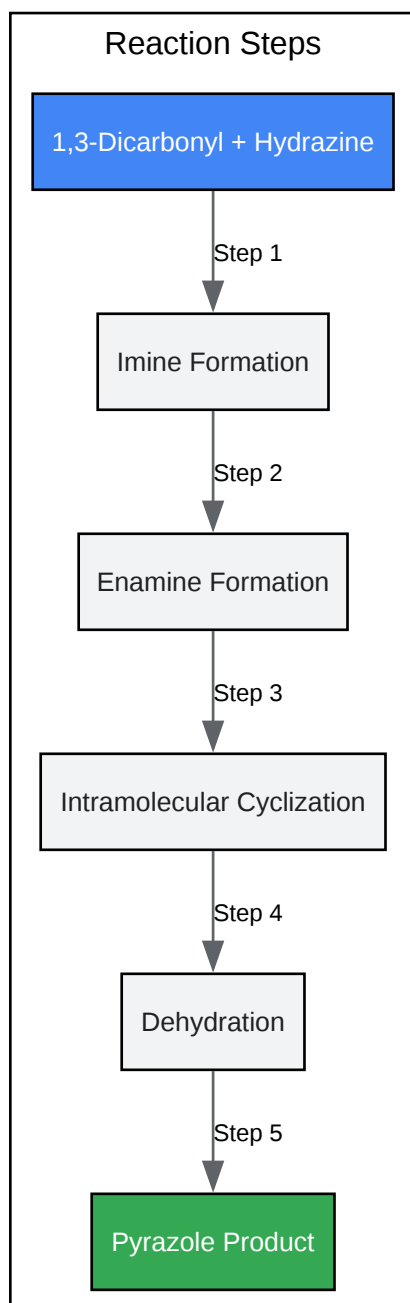 Reaction Steps
1,3-Dicarbonyl + Hydrazine
Step 1
Imine Formation
Step 2
Enamine Formation
Step 3
Intramolecular Cyclization
Step 4
Dehydration
Step 5
Pyrazole Product